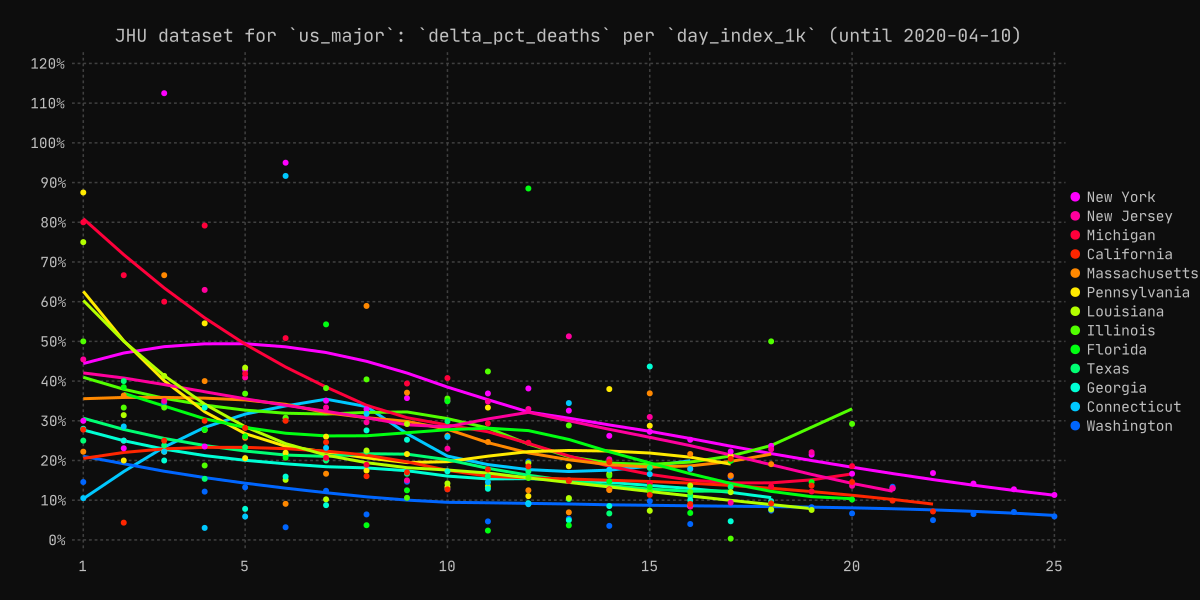 JHU dataset for `us_major`: `delta_pct_deaths` per `day_index_1k` (until 2020-04-10)
120%
110%
100%
90%
80%
70%
60%
50%
40%
30%
20%
10%
0%
1 5 10 15 20 25
New York
New Jersey
Michigan
California
Massachusetts
Pennsylvania
Louisiana
Illinois
Florida
Texas
Georgia
Connecticut
Washington